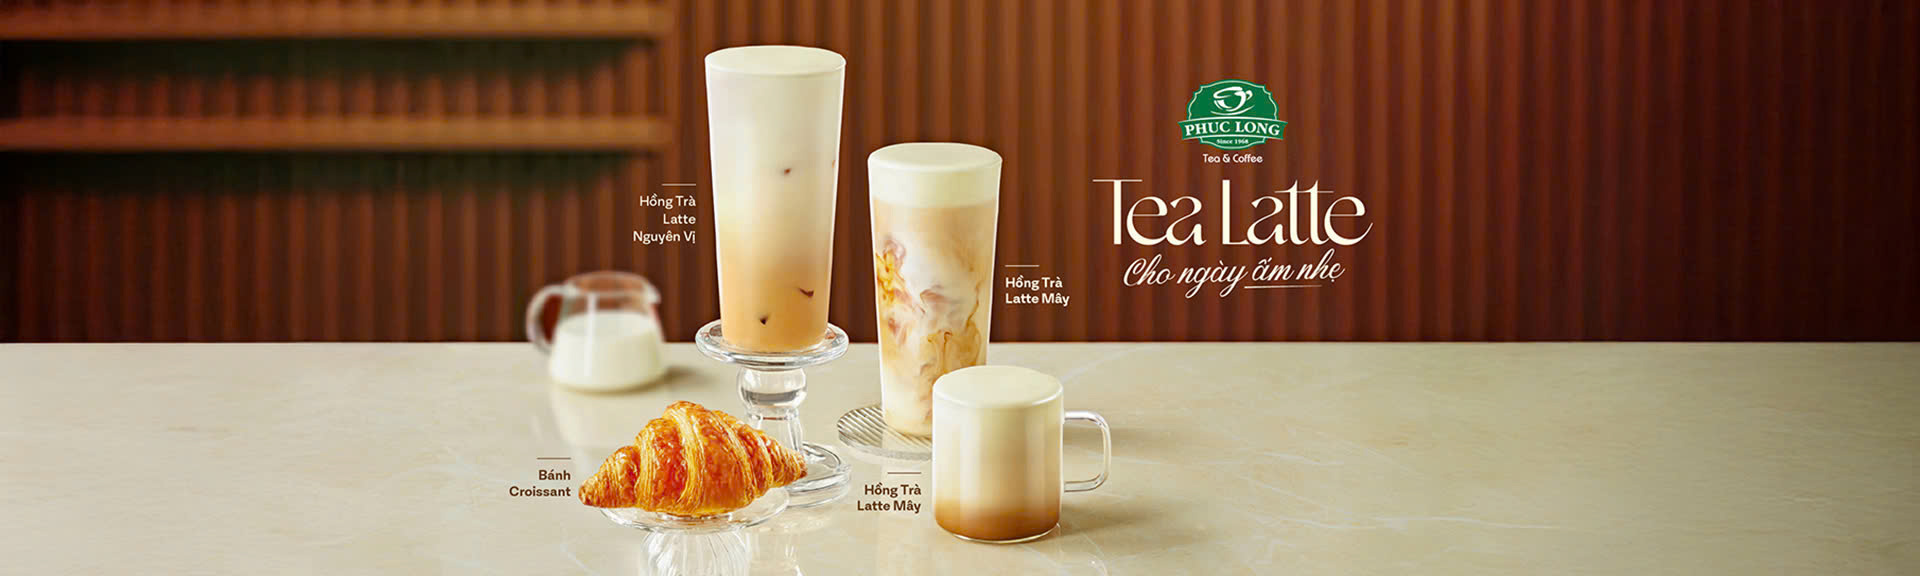 Hồng Trà
Latte
Nguyên Vị
Hồng Trà
Latte Mây
Bánh
Croissant
Hồng Trà
Latte Mây
PHUC LONG
Since 1968
Tea & Coffee
Tea Latte
Cho ngày ấm nhẹ